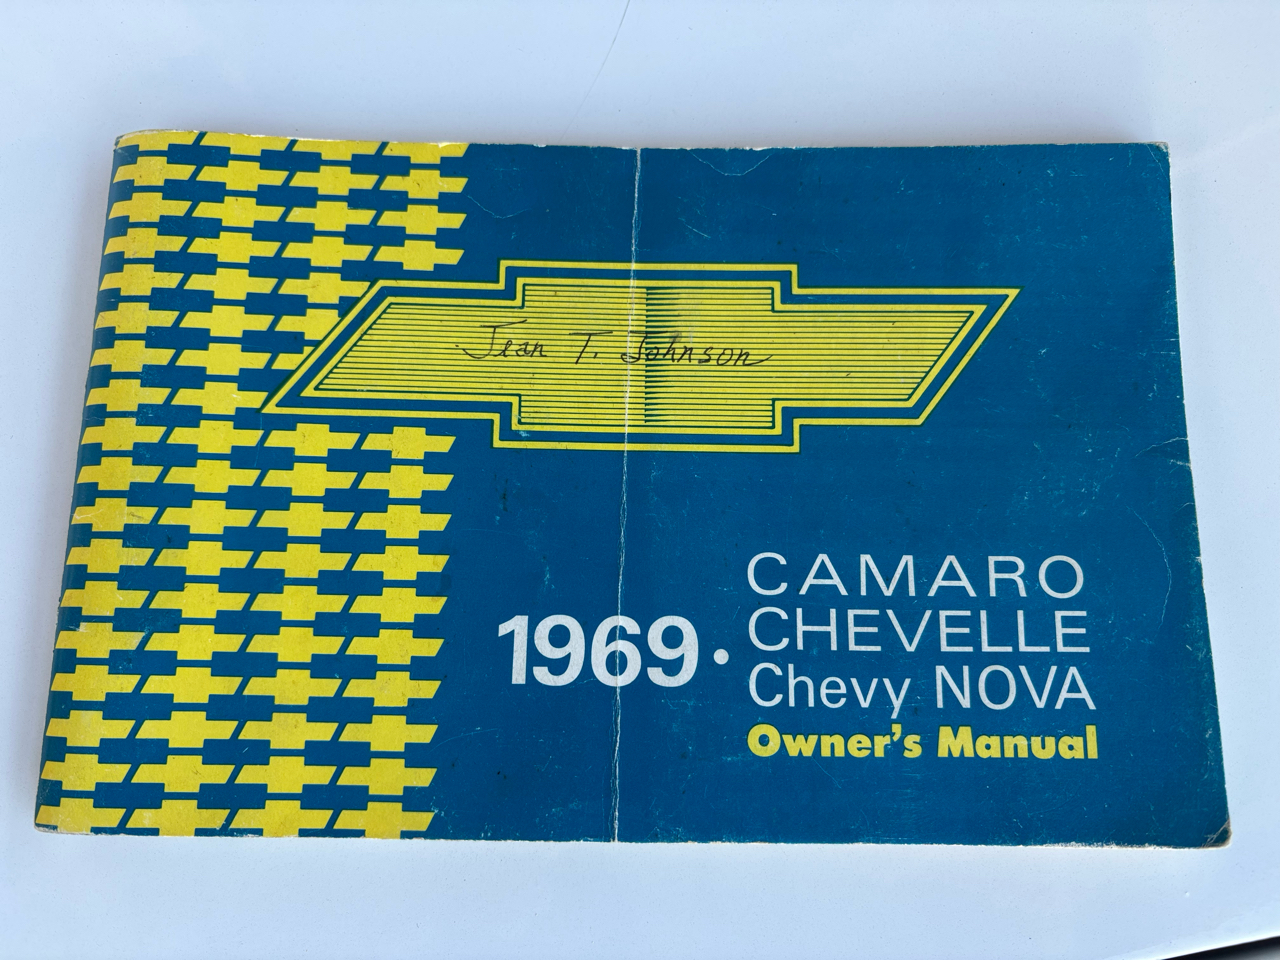 Jean T. Johnson
1969 •
CAMARO
CHEVELLE
Chevy NOVA
Owner's Manual